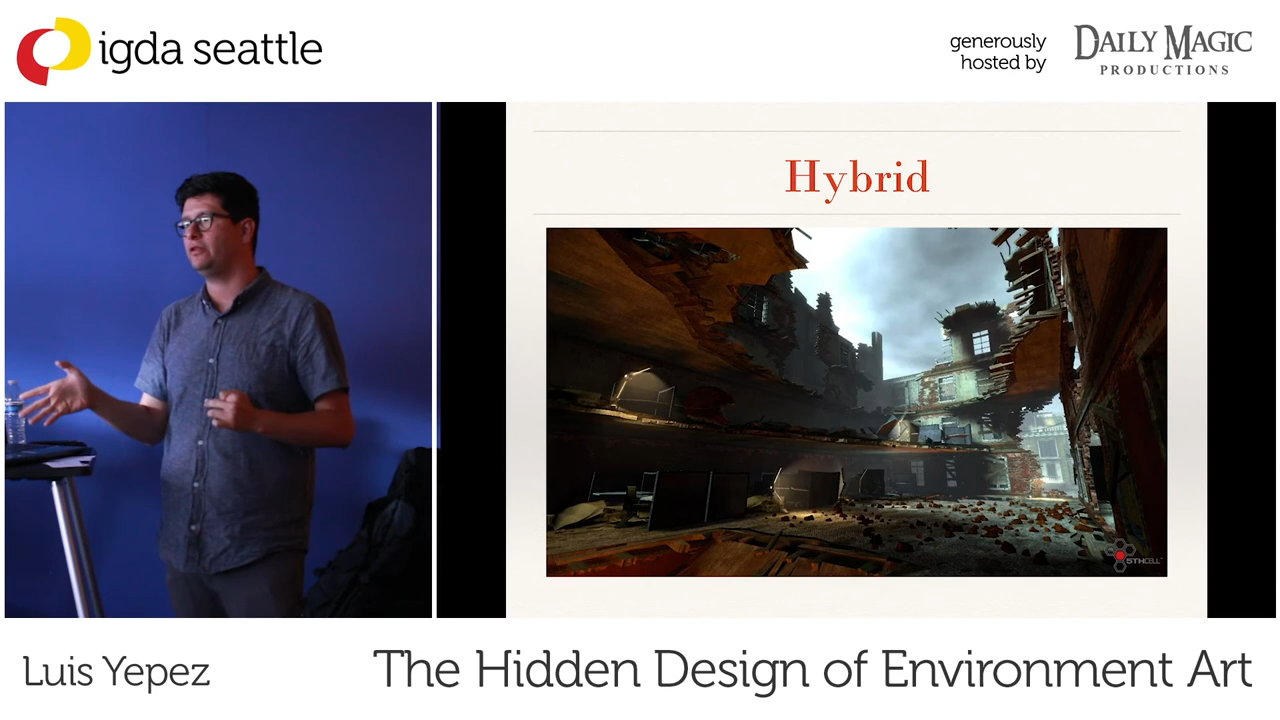 igda seattle
generously
hosted by
DAILY MAGIC
PRODUCTIONS
Hybrid
5TH CELL
Luis Yepez
The Hidden Design of Environment Art